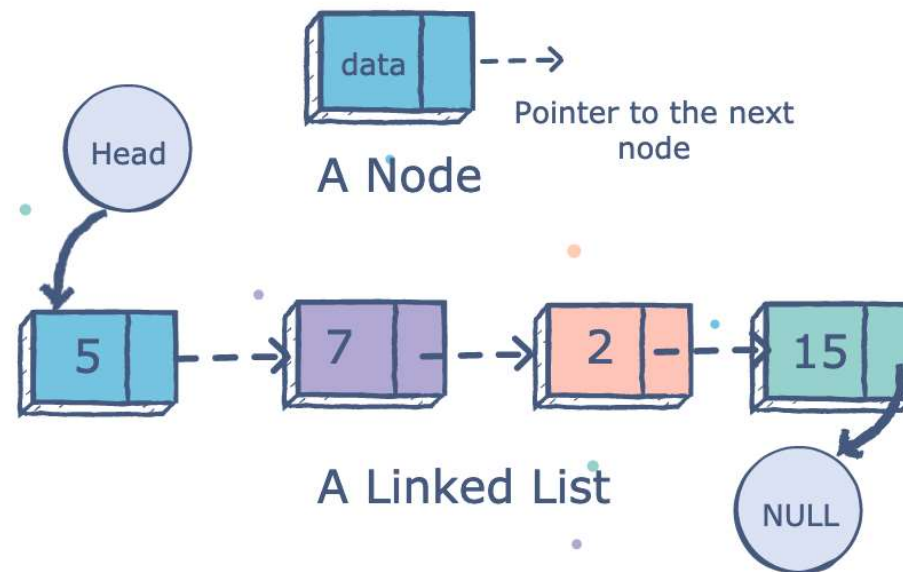 data
Pointer to the next
node
Head
A Node
5
7
2
15
A Linked List
NULL